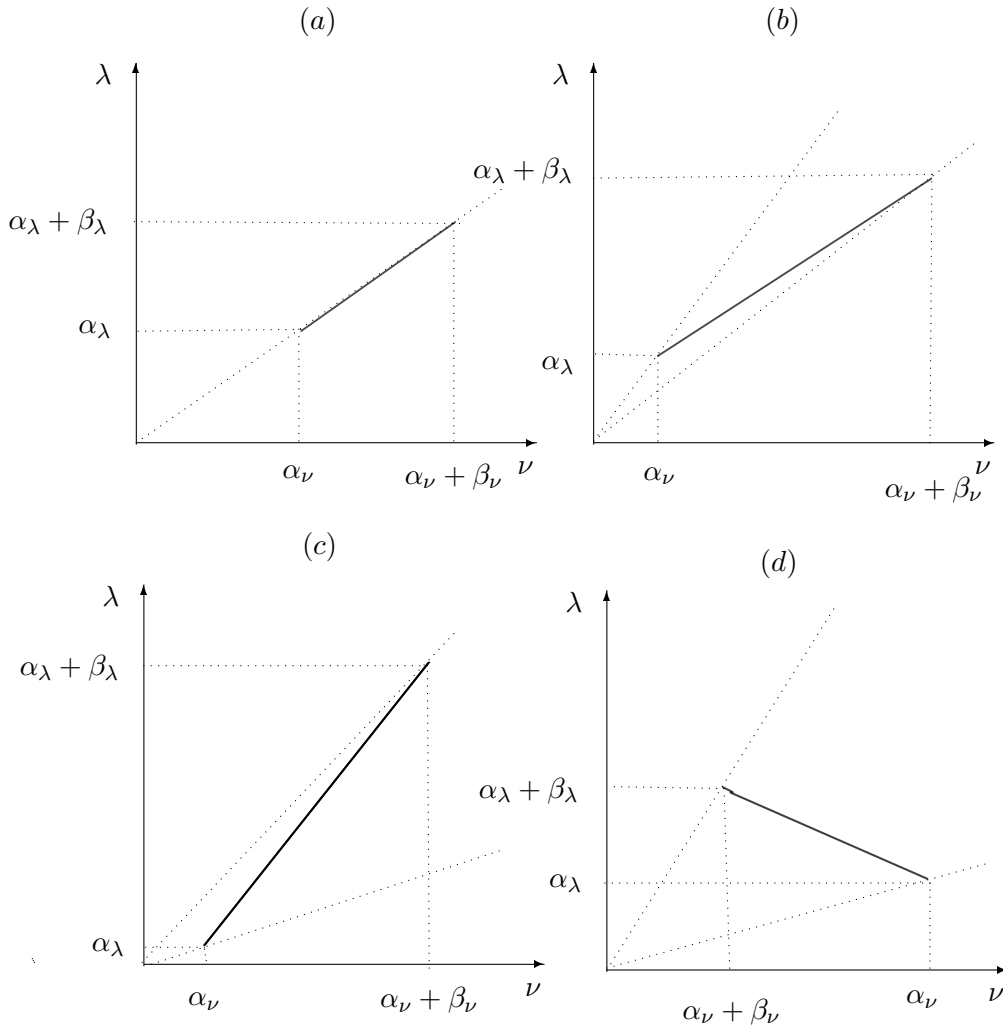 (a)
λ
α_λ + β_λ
α_λ
α_ν
α_ν + β_ν
ν
(b)
λ
α_λ + β_λ
α_λ
α_ν
ν
α_ν + β_ν
(c)
λ
α_λ + β_λ
α_λ
α_ν
α_ν + β_ν
ν
(d)
λ
α_λ + β_λ
α_λ
α_ν + β_ν
α_ν
ν